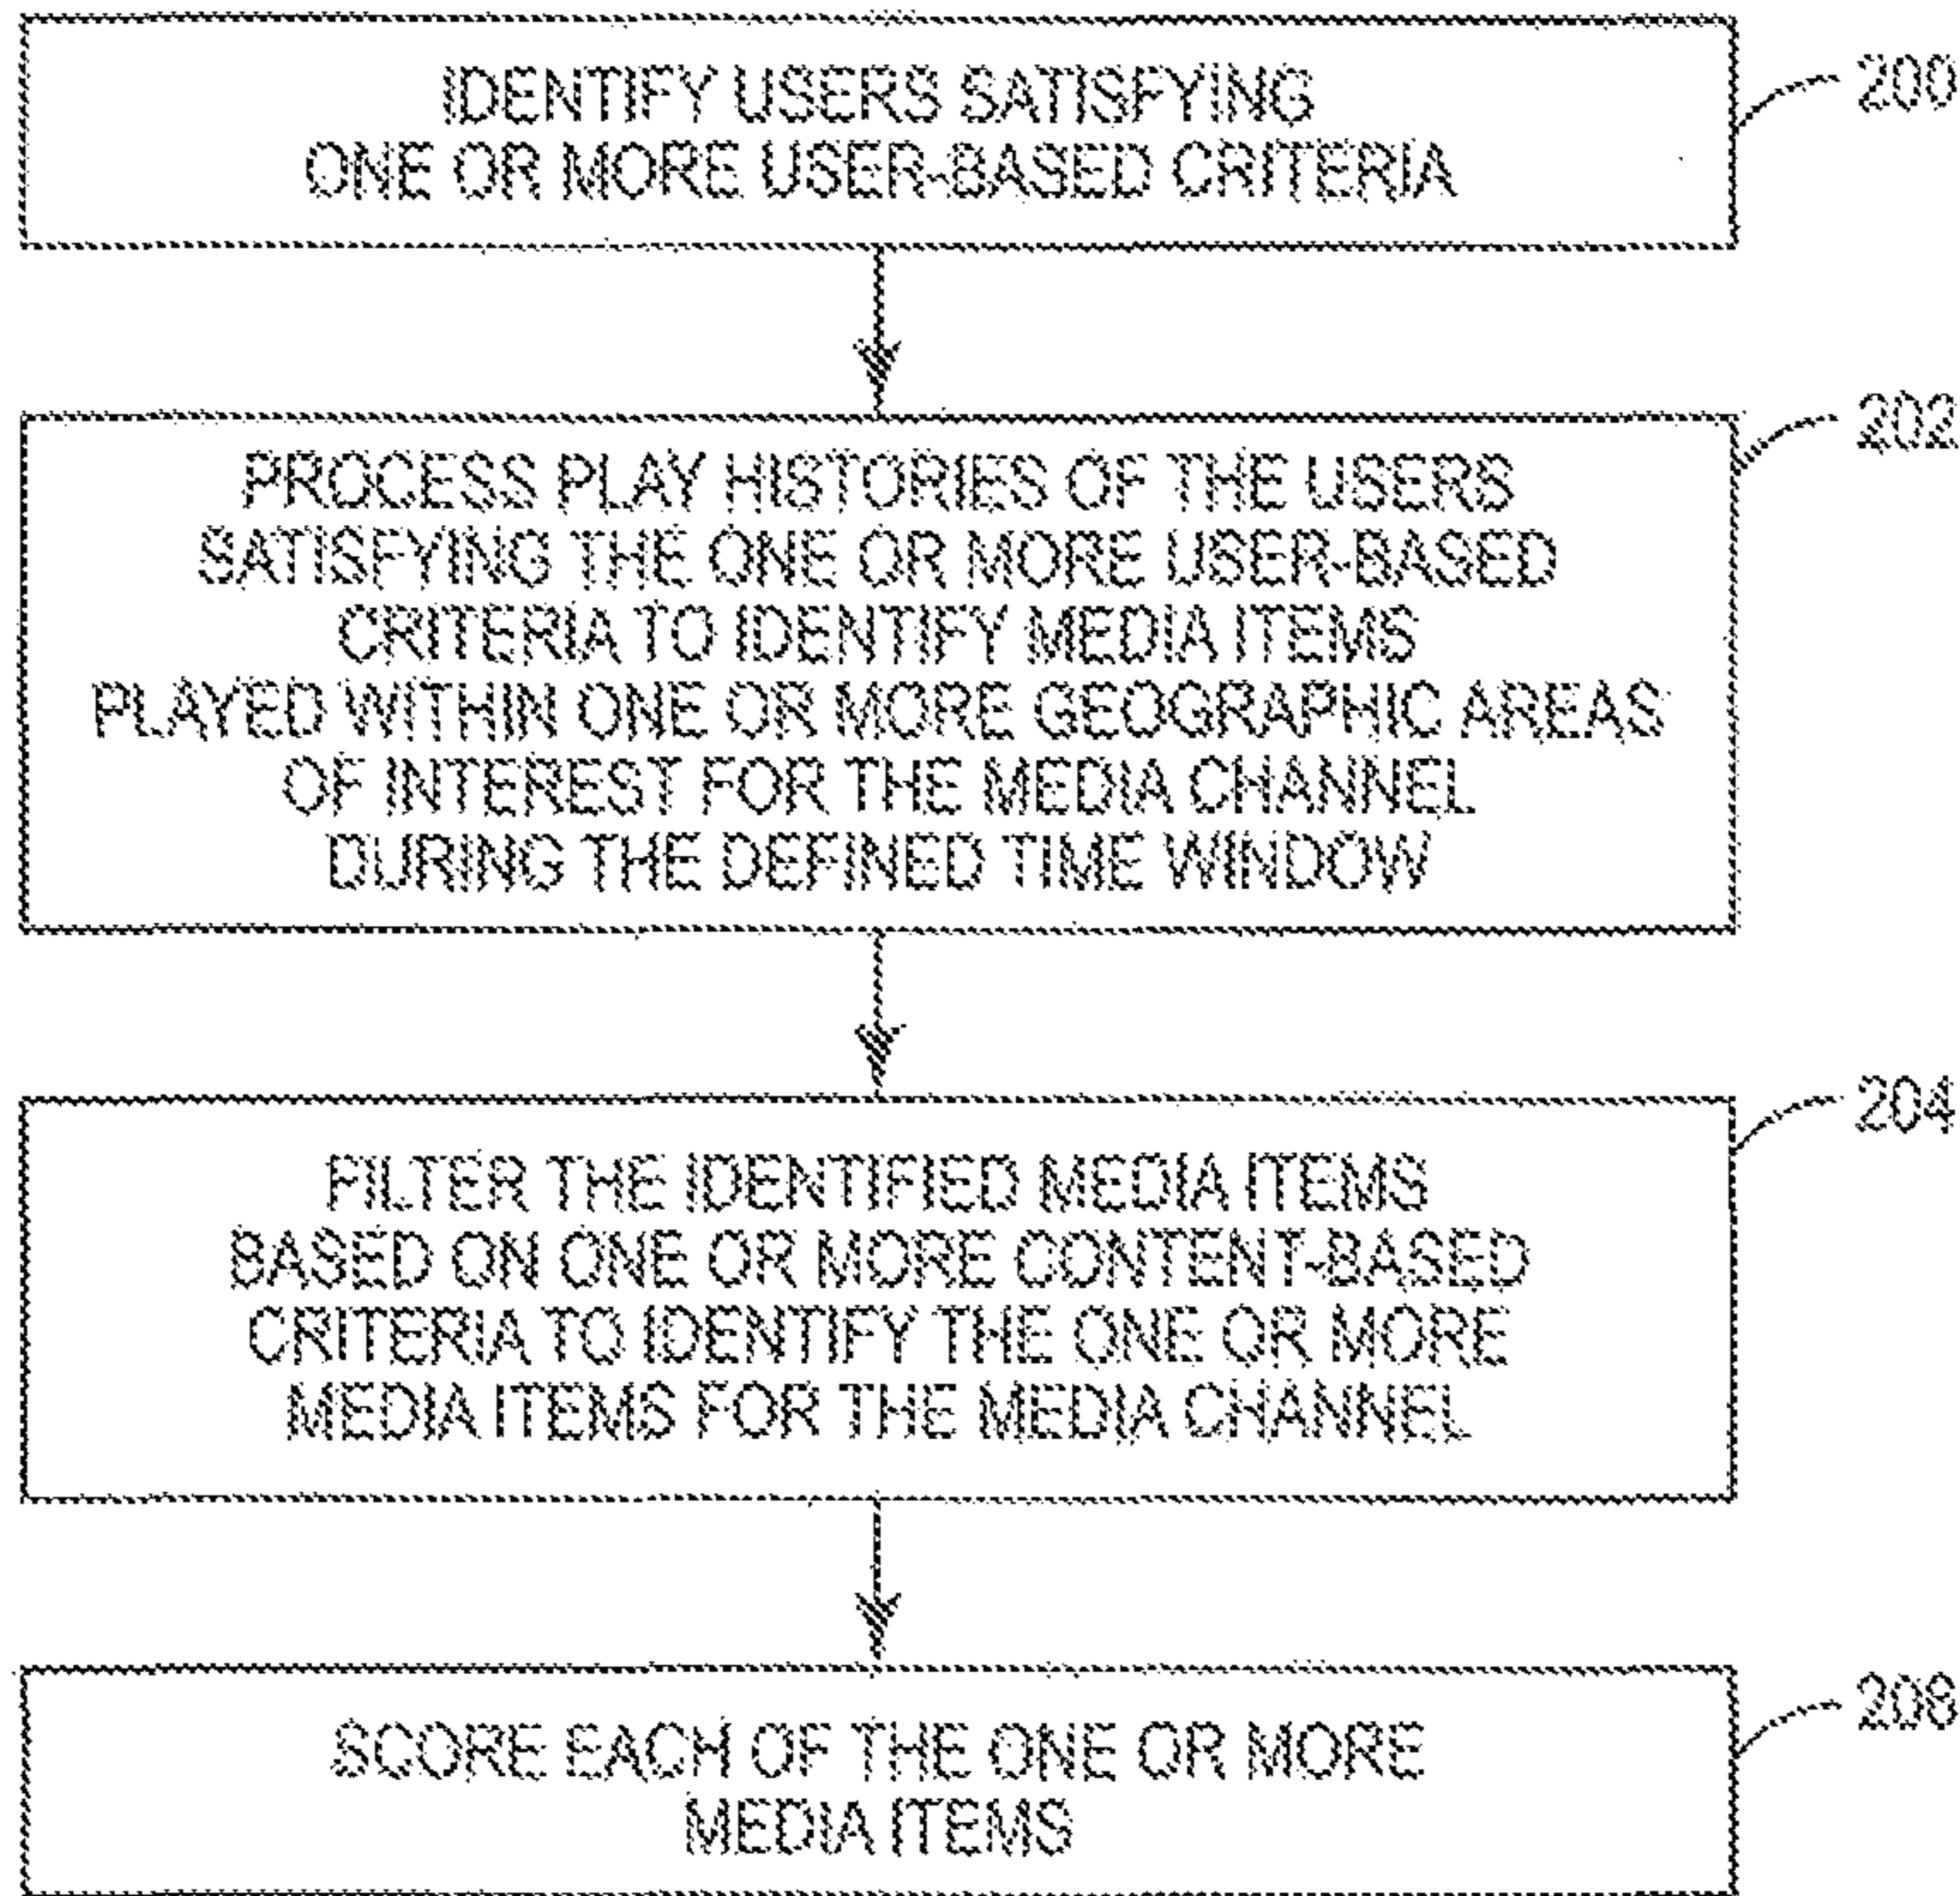 IDENTIFY USERS SATISFYING
ONE OR MORE USER-BASED CRITERIA
200
PROCESS PLAY HISTORIES OF THE USERS
SATISFYING THE ONE OR MORE USER-BASED
CRITERIA TO IDENTIFY MEDIA ITEMS
PLAYED WITHIN ONE OR MORE GEOGRAPHIC AREAS
OF INTEREST FOR THE MEDIA CHANNEL
DURING THE DEFINED TIME WINDOW
202
FILTER THE IDENTIFIED MEDIA ITEMS
BASED ON ONE OR MORE CONTENT-BASED
CRITERIA TO IDENTIFY THE ONE OR MORE
MEDIA ITEMS FOR THE MEDIA CHANNEL
204
SCORE EACH OF THE ONE OR MORE
MEDIA ITEMS